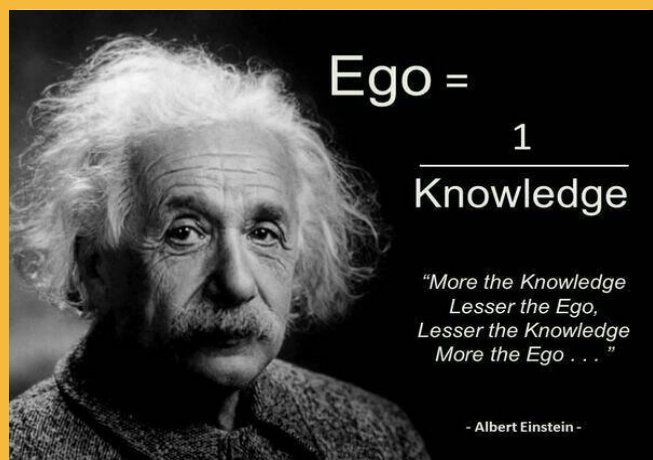 Ego =
1
Knowledge
“More the Knowledge
Lesser the Ego,
Lesser the Knowledge
More the Ego . . . ”
- Albert Einstein -